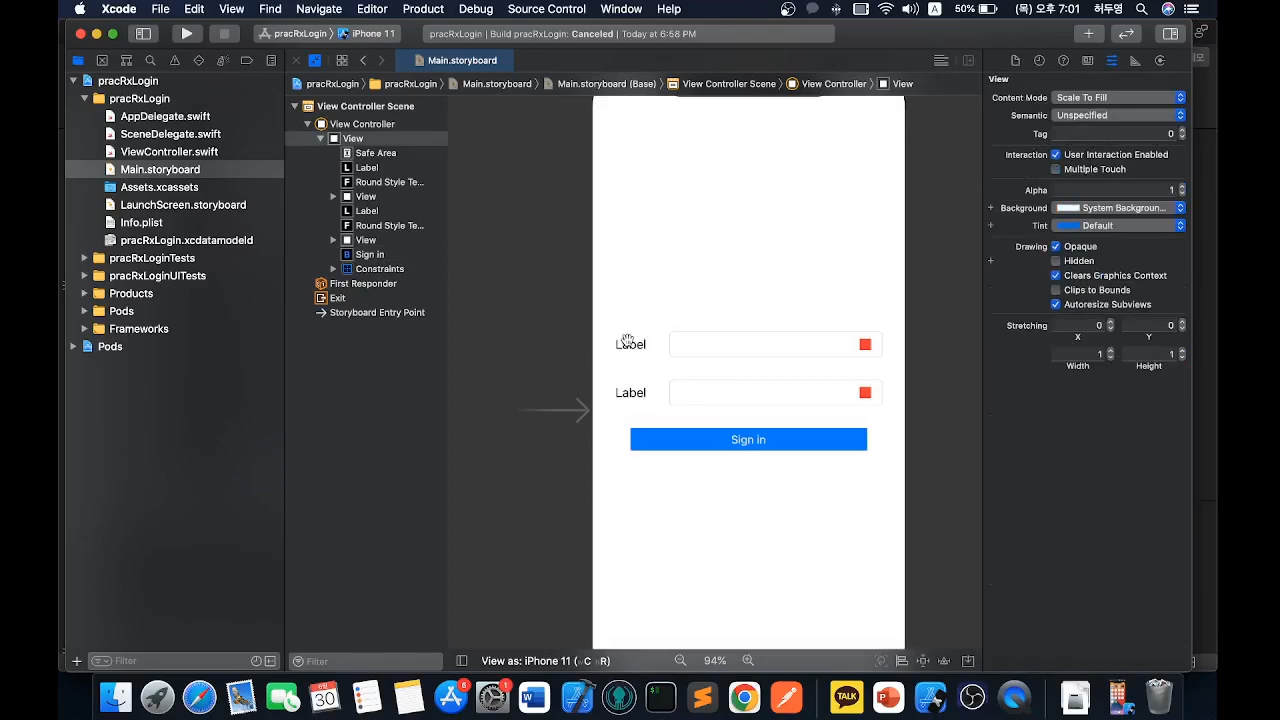 Xcode File Edit View Find Navigate Editor Product Debug Source Control Window Help 50% (목) 오후 7:01 허두영
pracRxLogin iPhone 11 pracRxLogin | Build pracRxLogin: Canceled | Today at 6:58 PM
Main.storyboard
pracRxLogin pracRxLogin Main.storyboard Main.storyboard (Base) View Controller Scene View Controller View
pracRxLogin
pracRxLogin
AppDelegate.swift
SceneDelegate.swift
ViewController.swift
Main.storyboard
Assets.xcassets
LaunchScreen.storyboard
Info.plist
pracRxLogin.xcdatamodeld
pracRxLoginTests
pracRxLoginUITests
Products
Pods
Frameworks
Pods
View Controller Scene
View Controller
View
Safe Area
Label
Round Style Te...
View
Label
Round Style Te...
View
Sign in
Constraints
First Responder
Exit
Storyboard Entry Point
Label
Label
Sign in
View
Content Mode Scale To Fill
Semantic Unspecified
Tag 0
Interaction User Interaction Enabled
Multiple Touch
Alpha 1
Background System Backgroun...
Tint Default
Drawing Opaque
Hidden
Clears Graphics Context
Clips to Bounds
Autoresize Subviews
Stretching 0 0
X Y
1 1
Width Height
Filter
Filter
View as: iPhone 11 ( C R) 94%
6 1 6월 30 TALK